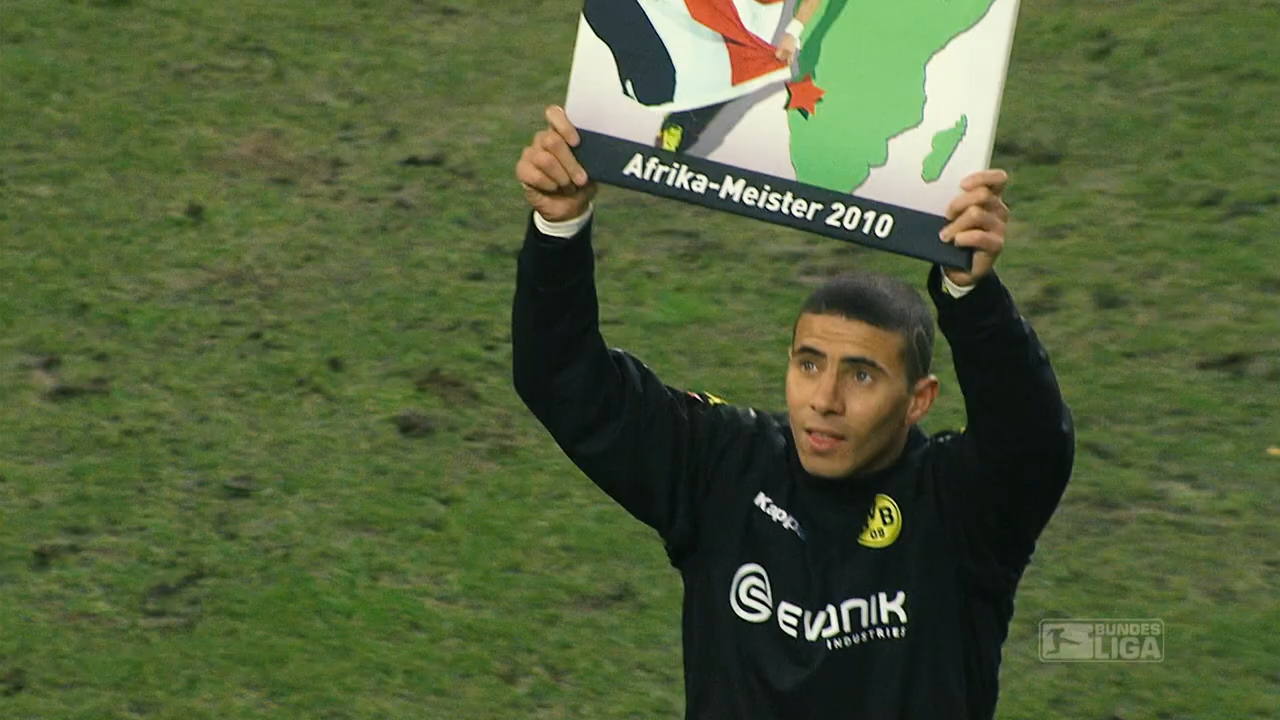 Afrika-Meister 2010
Kappa
BVB
09
EVONIK
INDUSTRIES
BUNDES
LIGA